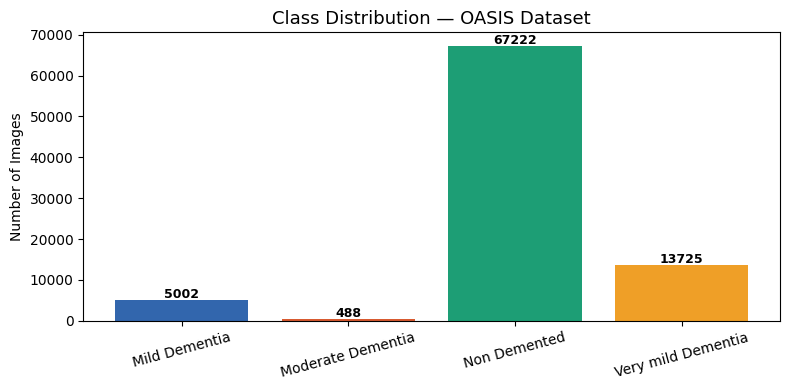 Class Distribution — OASIS Dataset
Number of Images
70000
60000
50000
40000
30000
20000
10000
0
5002
488
67222
13725
Mild Dementia
Moderate Dementia
Non Demented
Very mild Dementia